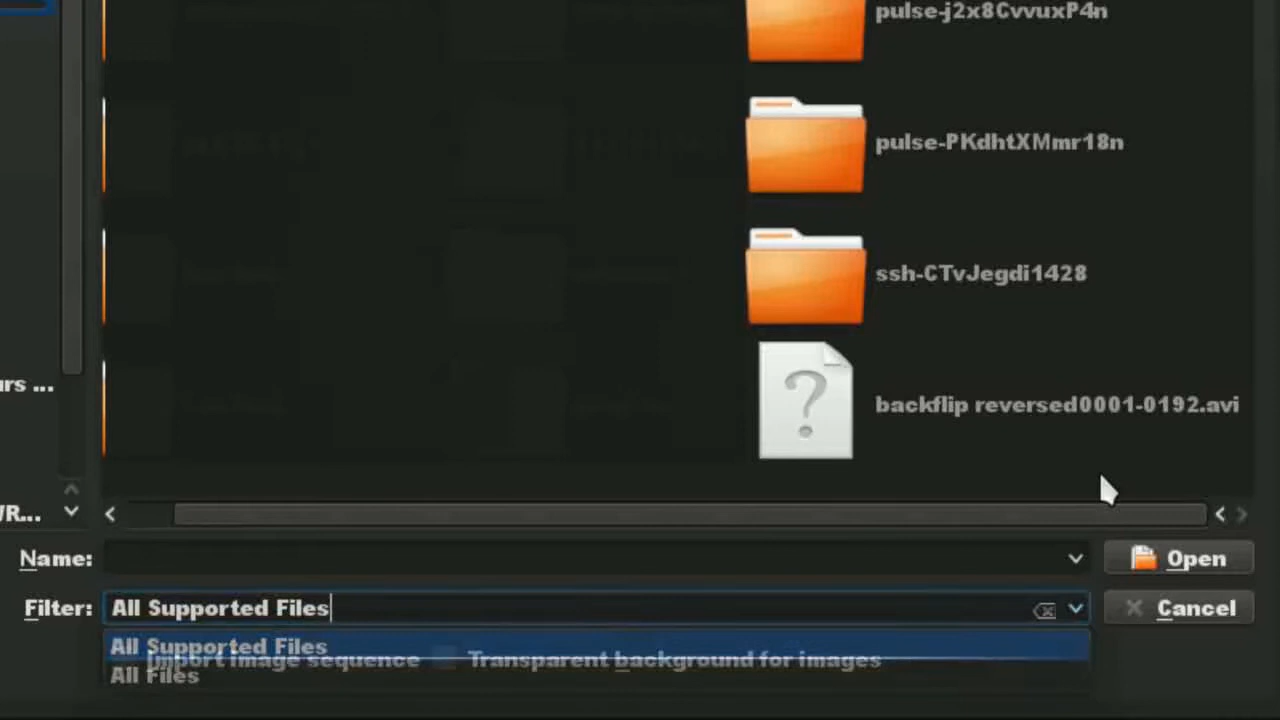 pulse-j2x8CvvuxP4n
pulse-PKdhtXMmr18n
ssh-CTvJegdi1428
urs ...
backflip reversed0001-0192.avi
/R...
Name:
Open
Filter:
All Supported Files
Cancel
All Supported Files
Import image sequence
Transparent background for images
All Files